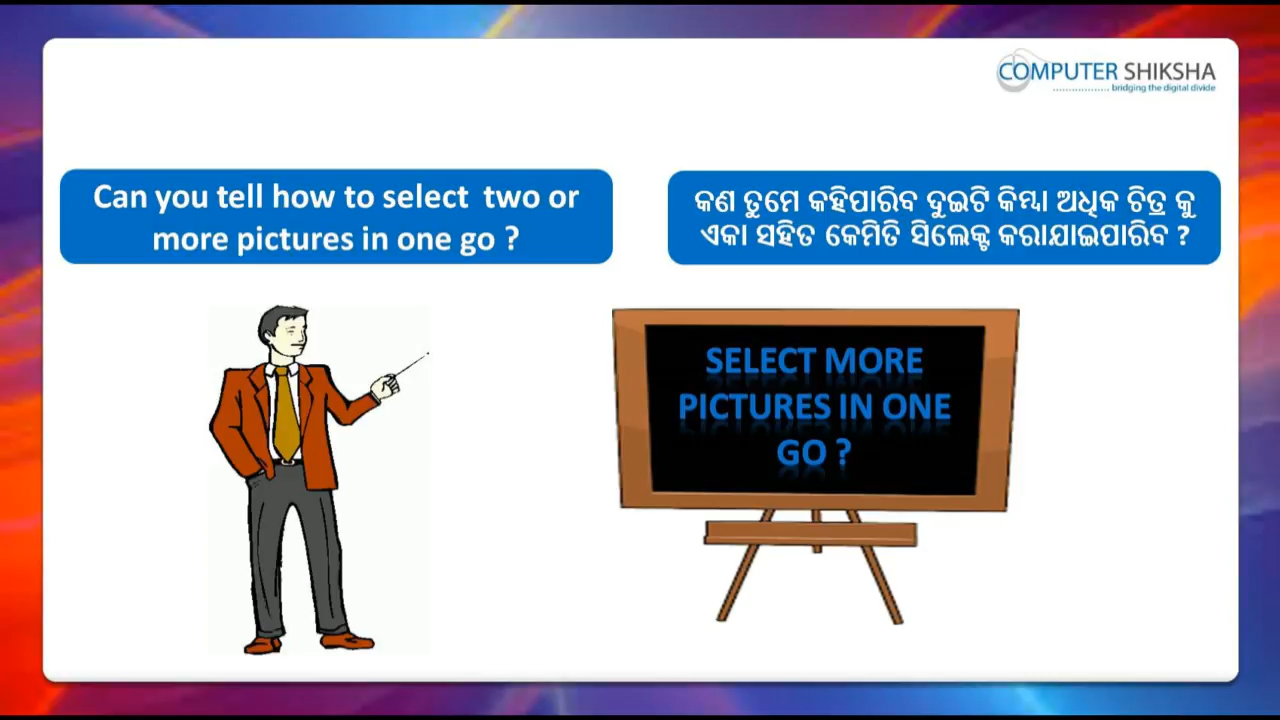 COMPUTER SHIKSHA
bridging the digital divide
Can you tell how to select two or
more pictures in one go ?
କଣ ତୁମେ କହିପାରିବ ଦୁଇଟି କିମ୍ବା ଅଧିକ ଚିତ୍ର କୁ
ଏକା ସହିତ କେମିତି ସିଲେକ୍ଟ କରାଯାଇପାରିବ ?
SELECT MORE
PICTURES IN ONE
GO ?